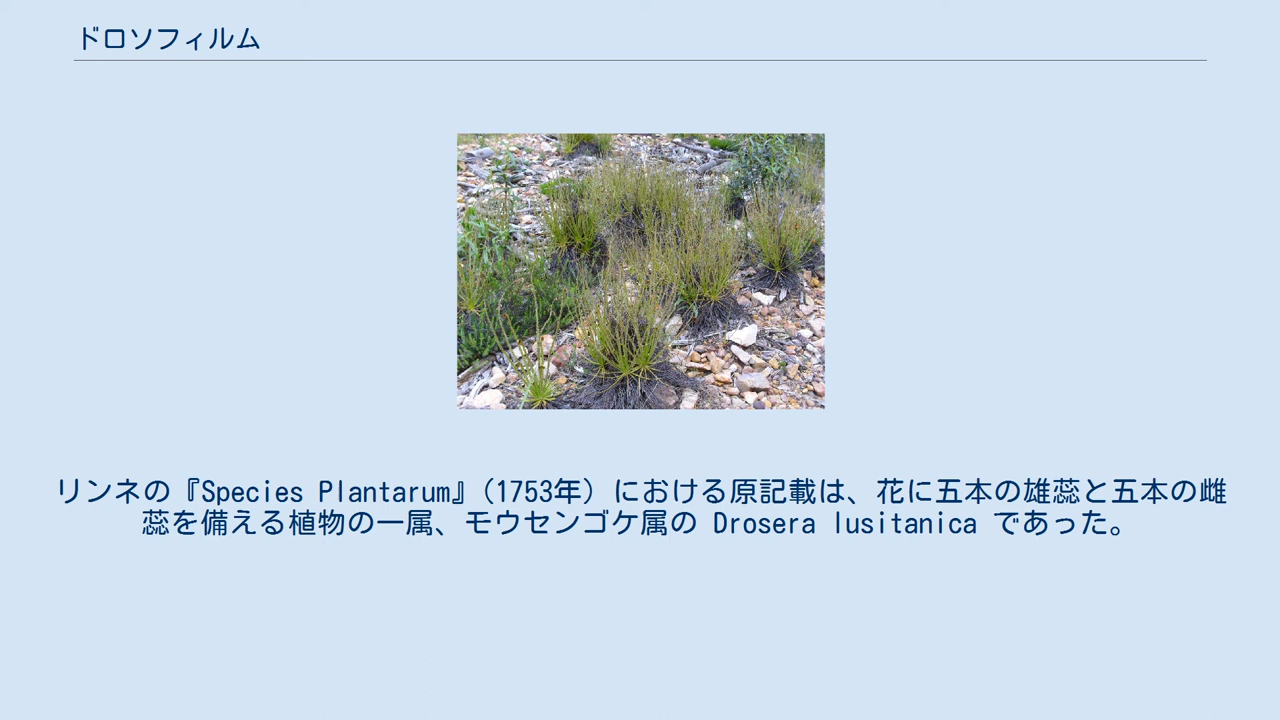 ドロソフィルム
リンネの『Species Plantarum』（1753年）における原記載は、花に五本の雄蕊と五本の雌
蕊を備える植物の一属、モウセンゴケ属の Drosera lusitanica であった。